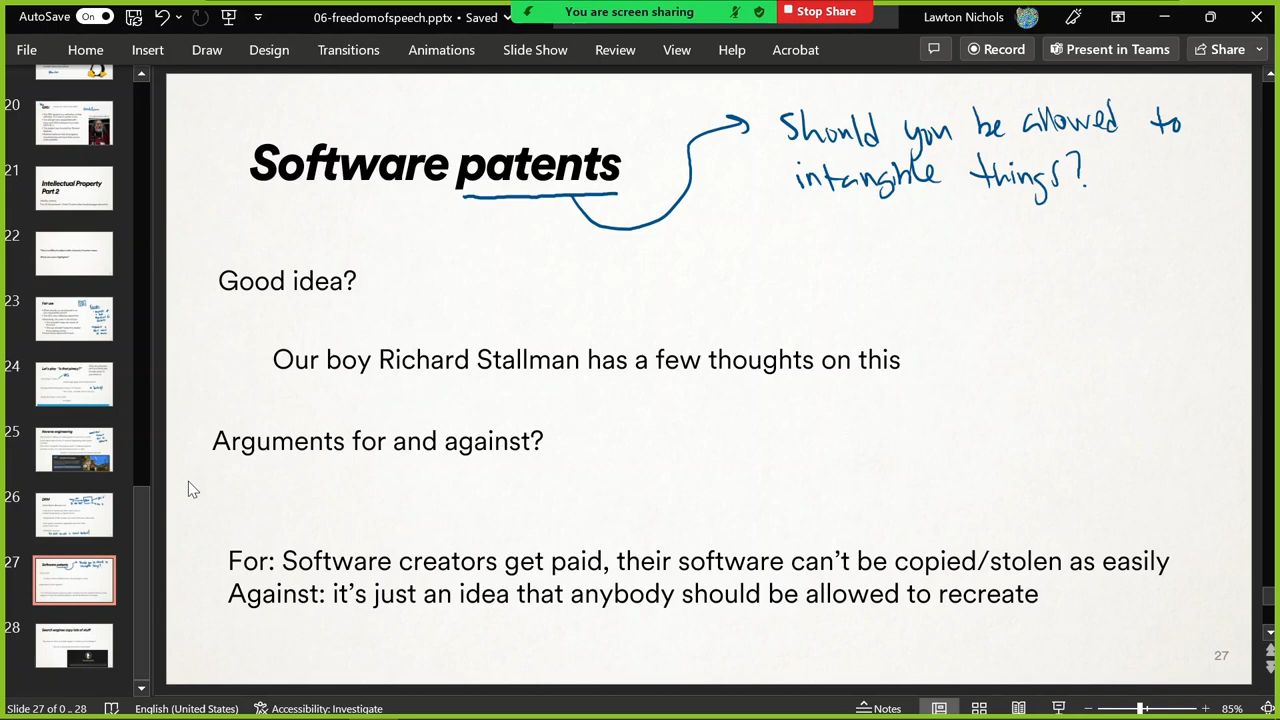 AutoSave On 06-freedomofspeech.pptx • Saved You are screen sharing Stop Share Lawton Nichols
File Home Insert Draw Design Transitions Animations Slide Show Review View Help Acrobat Record Present in Teams Share
20
21
Intellectual Property
Part 2
22
23
24
25
26
27
28
Software patents
Should you be allowed to
intangible things?
Good idea?
Our boy Richard Stallman has a few thoughts on this
Arguments for and against?
For: Software creators get paid, their software can't be copied/stolen as easily
Against: it's just an idea that anybody should be allowed to recreate
27
Slide 27 of 0 .. 28 English (United States) Accessibility: Investigate Notes 85%